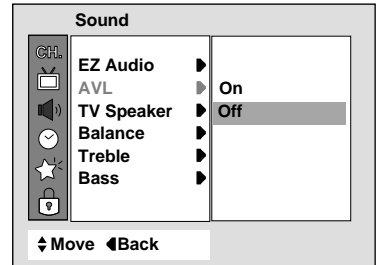 Sound
CH.
EZ Audio
AVL
TV Speaker
Balance
Treble
Bass
On
Off
Move Back